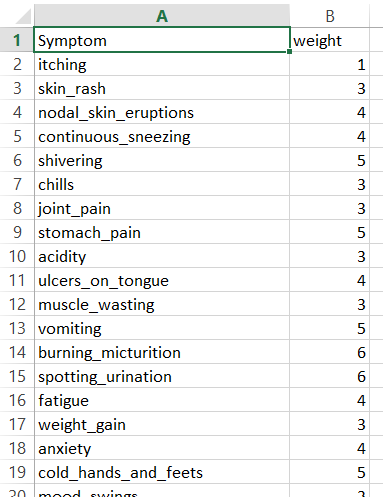 A B
1 Symptom weight
2 itching 1
3 skin_rash 3
4 nodal_skin_eruptions 4
5 continuous_sneezing 4
6 shivering 5
7 chills 3
8 joint_pain 3
9 stomach_pain 5
10 acidity 3
11 ulcers_on_tongue 4
12 muscle_wasting 3
13 vomiting 5
14 burning_micturition 6
15 spotting_urination 6
16 fatigue 4
17 weight_gain 3
18 anxiety 4
19 cold_hands_and_feets 5
20 mood_swings 3